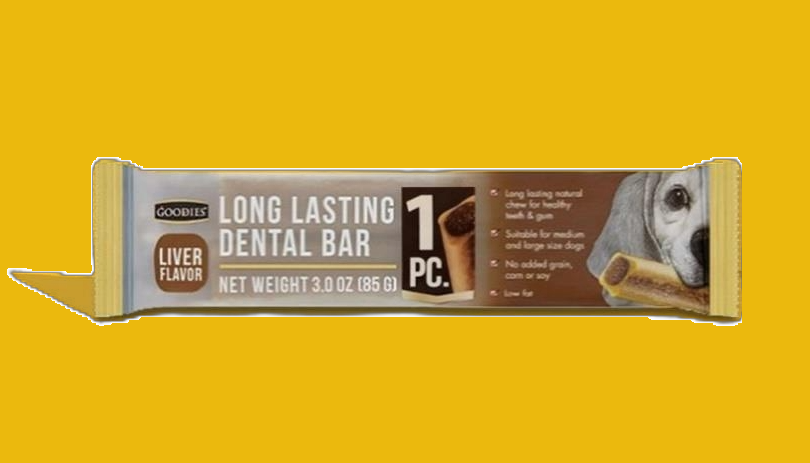 GOODIES
LIVER
FLAVOR
LONG LASTING
DENTAL BAR
NET WEIGHT 3.0 OZ (85 G)
1
PC.
Long lasting natural
chew for healthy
teeth & gum
Suitable for medium
and large size dogs
No added grain,
corn or soy
Low fat